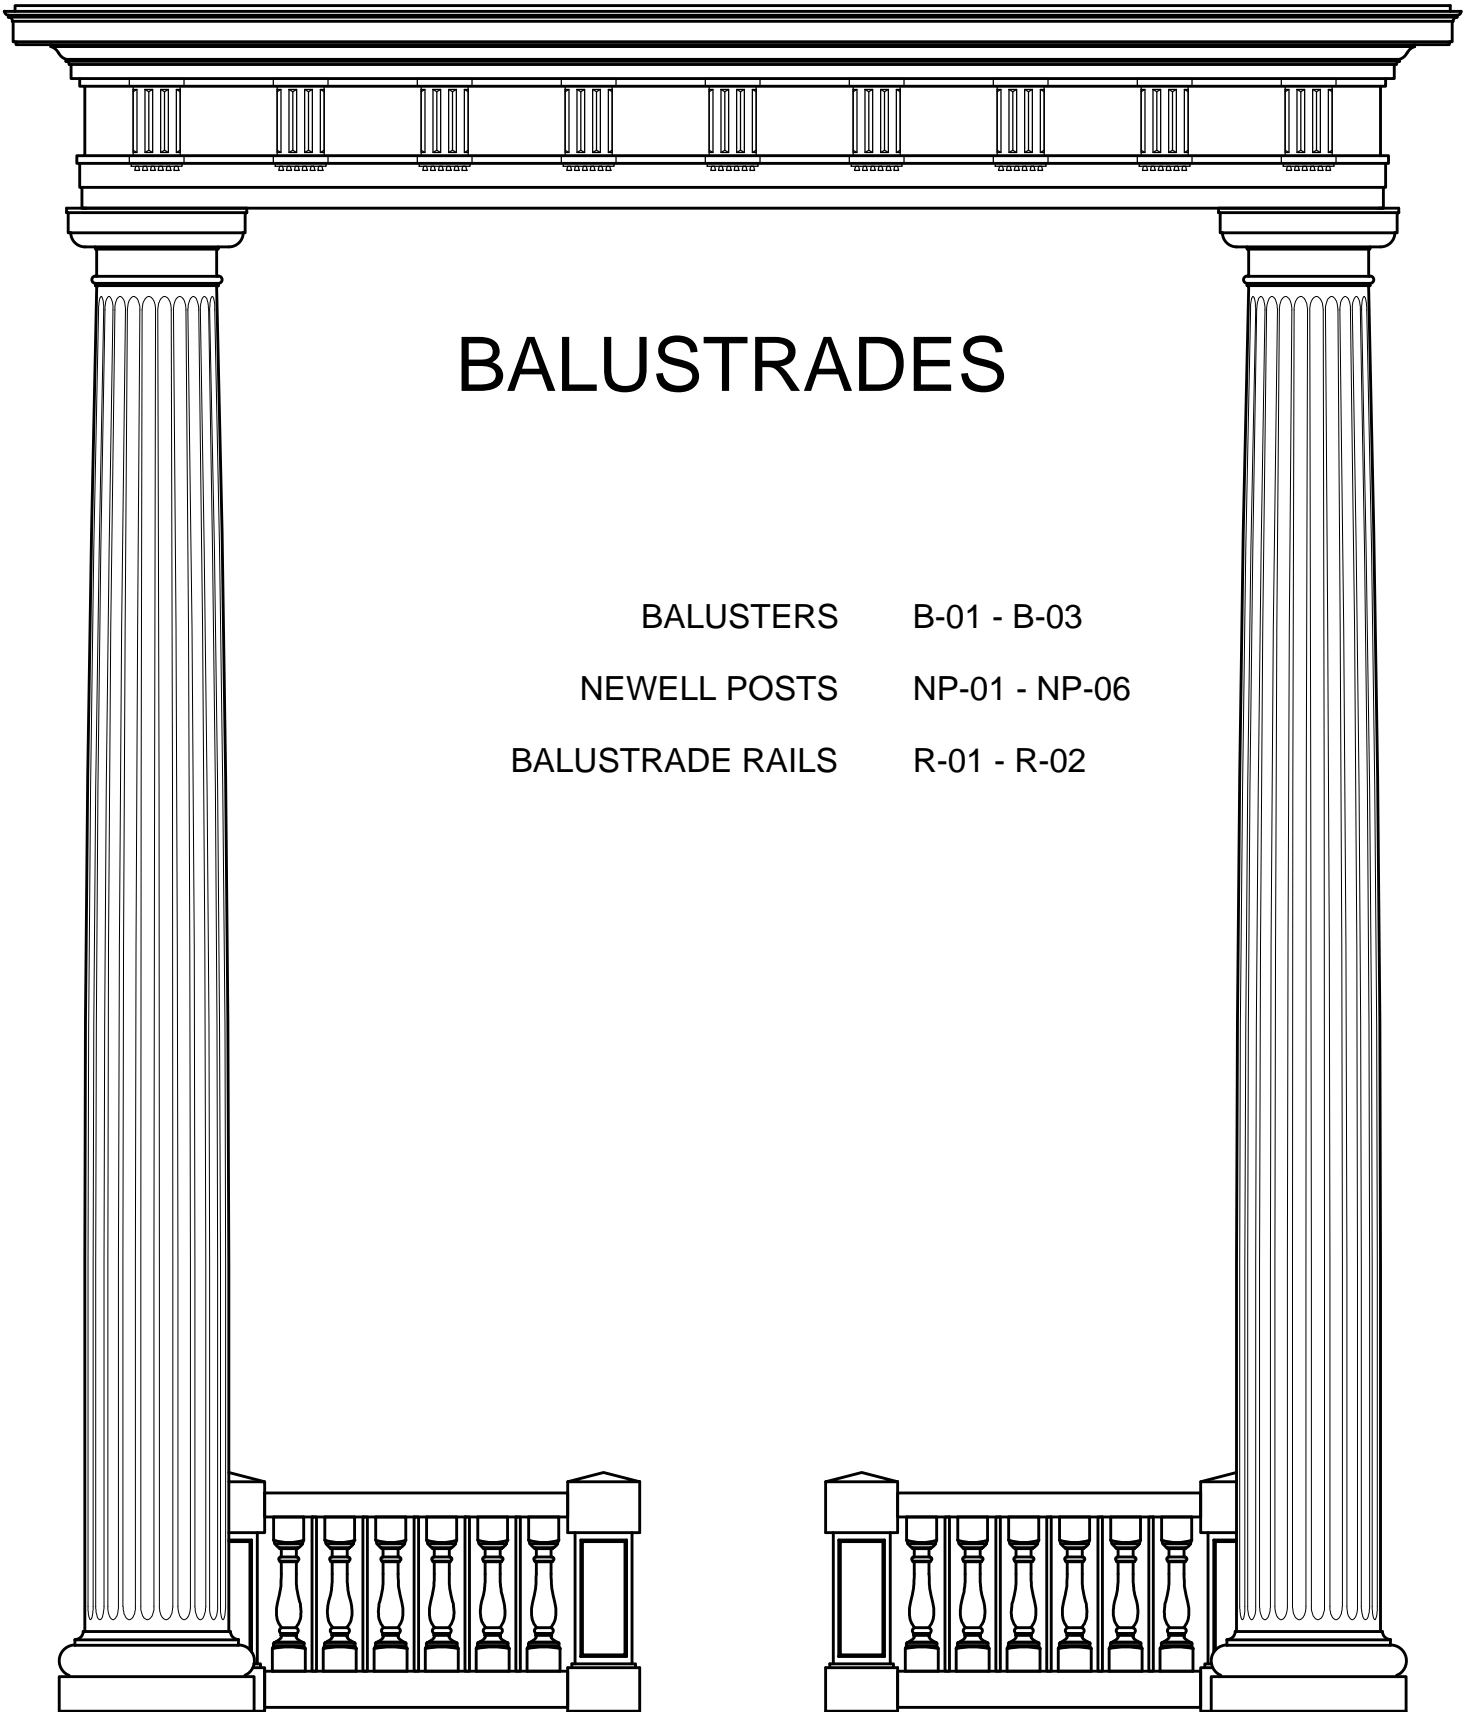 BALUSTRADES
BALUSTERS B-01 - B-03
NEWELL POSTS NP-01 - NP-06
BALUSTRADE RAILS R-01 - R-02